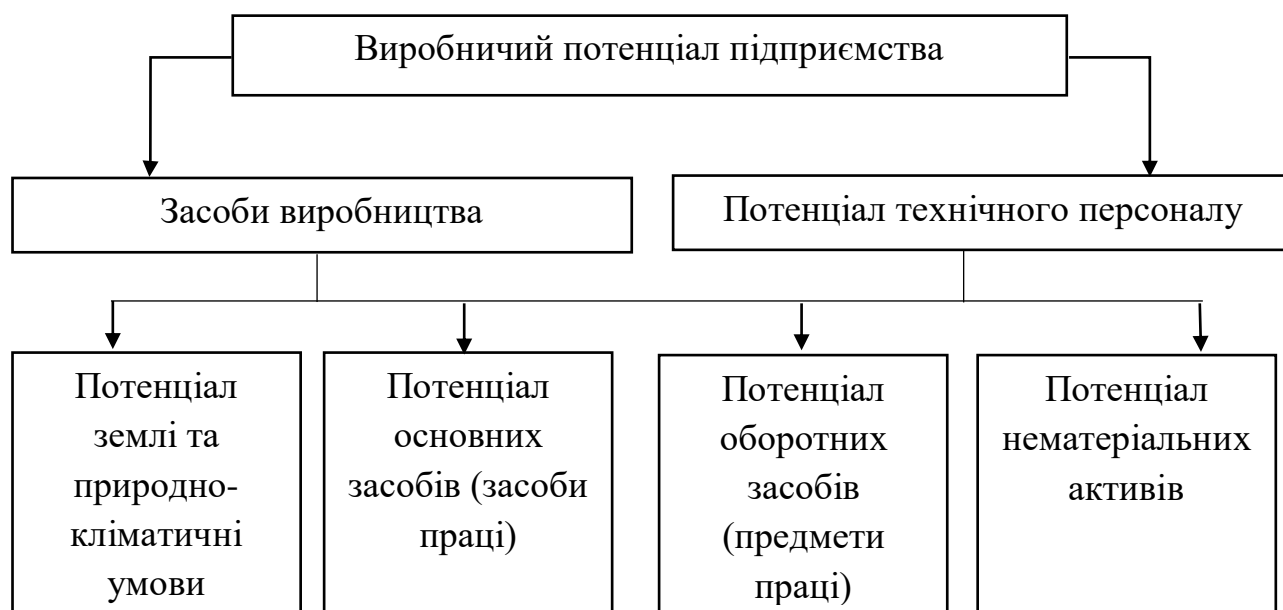 Виробничий потенціал підприємства
Засоби виробництва
Потенціал технічного персоналу
Потенціал
землі та
природно-
кліматичні
умови
Потенціал
основних
засобів (засоби
праці)
Потенціал
оборотних
засобів
(предмети
праці)
Потенціал
нематеріальних
активів